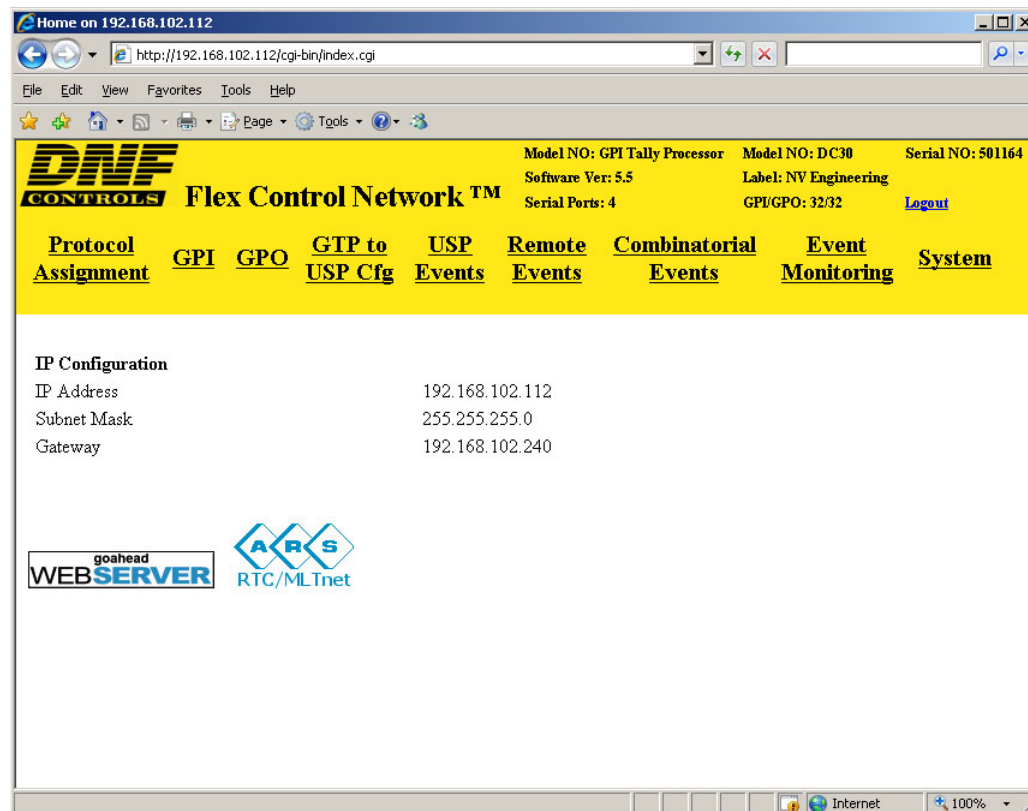 Home on 192.168.102.112
http://192.168.102.112/cgi-bin/index.cgi
File Edit View Favorites Tools Help
Page Tools
DNF CONTROLS
Flex Control Network ™
Model NO: GPI Tally Processor Model NO: DC30 Serial NO: 501164
Software Ver: 5.5 Label: NV Engineering
Serial Ports: 4 GPI/GPO: 32/32 Logout
Protocol Assignment GPI GPO GTP to USP Cfg USP Events Remote Events Combinatorial Events Event Monitoring System
IP Configuration
IP Address 192.168.102.112
Subnet Mask 255.255.255.0
Gateway 192.168.102.240
goahead
WEBSERVER
ARS
RTC/MLTnet
Internet 100%